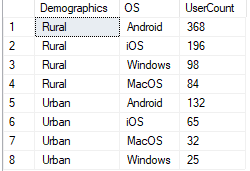 Demographics OS UserCount
1 Rural Android 368
2 Rural iOS 196
3 Rural Windows 98
4 Rural MacOS 84
5 Urban Android 132
6 Urban iOS 65
7 Urban MacOS 32
8 Urban Windows 25